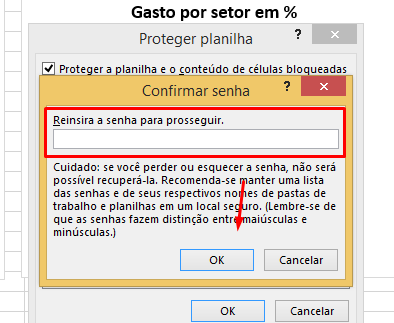 Gasto por setor em %
Proteger planilha
? ×
Proteger a planilha e o conteúdo de células bloqueadas
Confirmar senha
? ×
Reinsira a senha para prosseguir.
Cuidado: se você perder ou esquecer a senha, não será
possível recuperá-la. Recomenda-se manter uma lista
das senhas e de seus respectivos nomes de pastas de
trabalho e planilhas em um local seguro. (Lembre-se de
que as senhas fazem distinção entre maiúsculas e
minúsculas.)
OK Cancelar
OK Cancelar